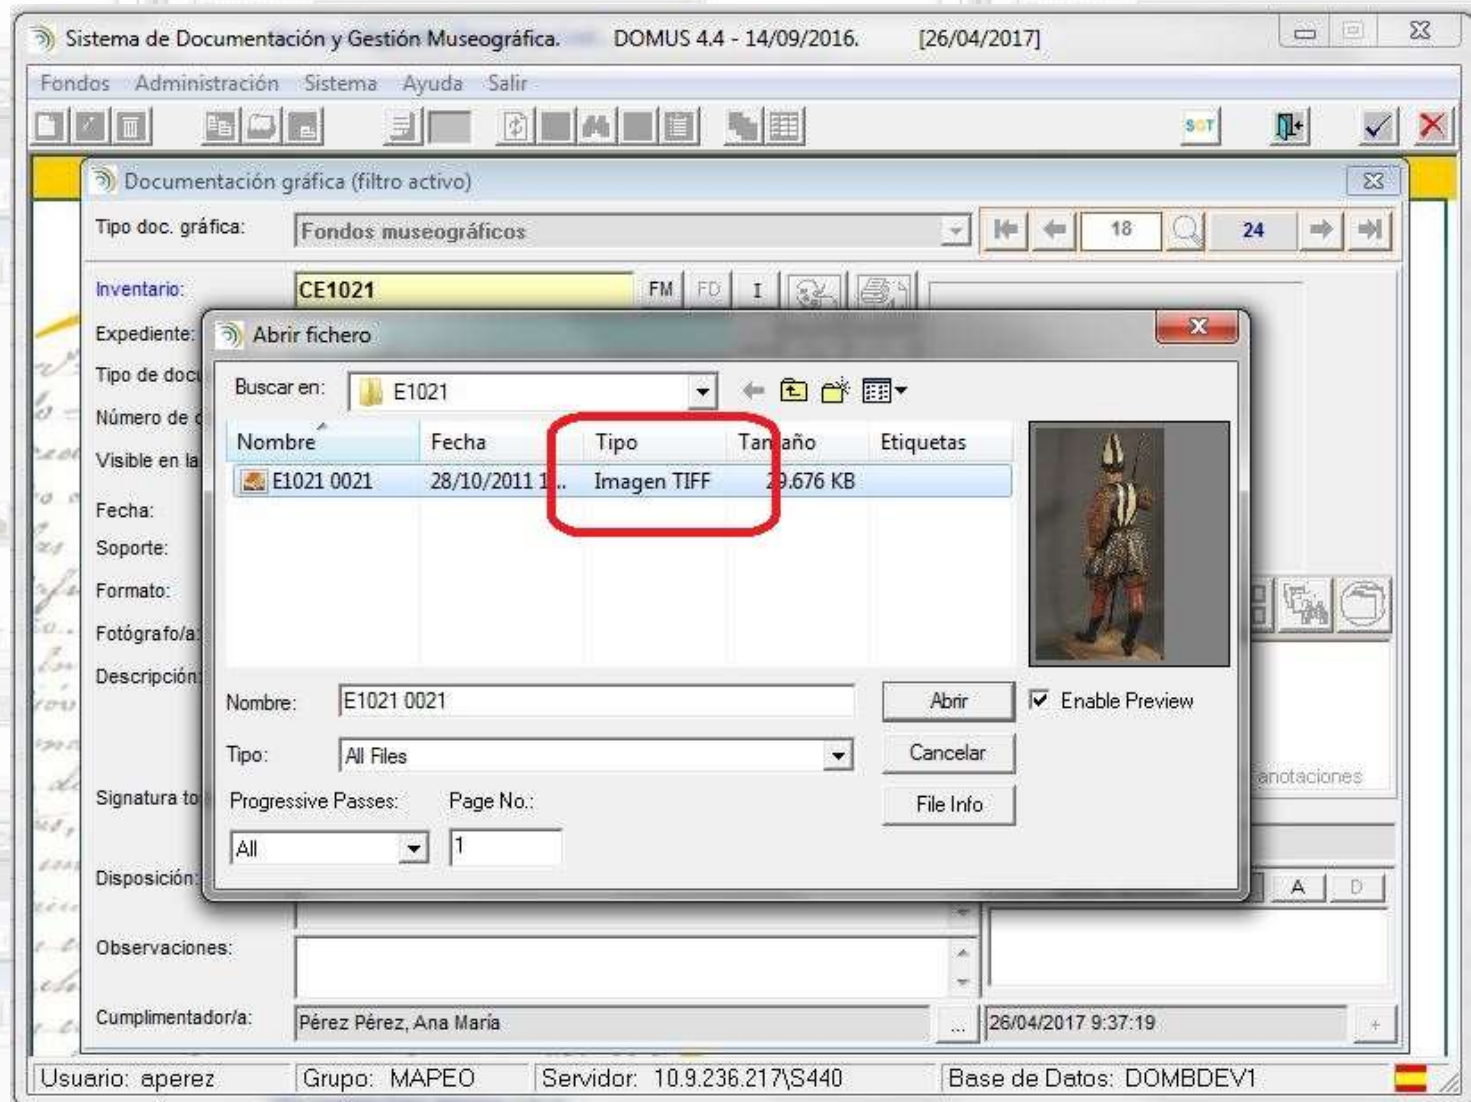 Sistema de Documentación y Gestión Museográfica. DOMUS 4.4 - 14/09/2016. [26/04/2017]
Fondos Administración Sistema Ayuda Salir
SGT
Documentación gráfica (filtro activo)
Tipo doc. gráfica: Fondos museográficos 18 24
Inventario: CE1021 FM FD I
Expediente:
Abrir fichero
Tipo de docu
Buscar en: E1021
Número de
Nombre Fecha Tipo Tamaño Etiquetas
Visible en la
E1021 0021 28/10/2011 1... Imagen TIFF 29.676 KB
Fecha:
Soporte:
Formato:
Fotógrafo/a:
Descripción:
Nombre: E1021 0021 Abrir Enable Preview
Tipo: All Files Cancelar
anotaciones
Signatura to
Progressive Passes: Page No.: File Info
All 1
Disposición: A D
Observaciones:
Cumplimentador/a: Pérez Pérez, Ana María ... 26/04/2017 9:37:19 +
Usuario: aperez Grupo: MAPEO Servidor: 10.9.236.217\S440 Base de Datos: DOMBDEV1